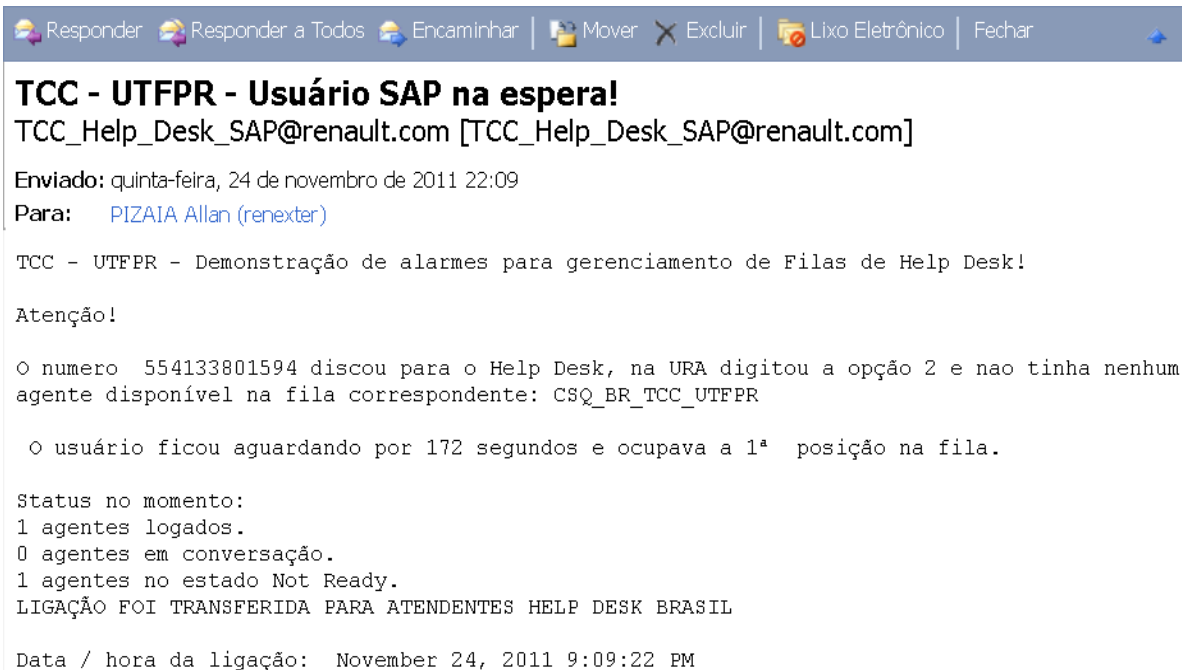 Responder Responder a Todos Encaminhar | Mover Excluir | Lixo Eletrônico | Fechar
TCC - UTFPR - Usuário SAP na espera!
TCC_Help_Desk_SAP@renault.com [TCC_Help_Desk_SAP@renault.com]
Enviado: quinta-feira, 24 de novembro de 2011 22:09
Para: PIZAIA Allan (renexter)
TCC - UTFPR - Demonstração de alarmes para gerenciamento de Filas de Help Desk!
Atenção!
O numero 554133801594 discou para o Help Desk, na URA digitou a opção 2 e nao tinha nenhum
agente disponível na fila correspondente: CSQ_BR_TCC_UTFPR
O usuário ficou aguardando por 172 segundos e ocupava a 1ª posição na fila.
Status no momento:
1 agentes logados.
0 agentes em conversação.
1 agentes no estado Not Ready.
LIGAÇÃO FOI TRANSFERIDA PARA ATENDENTES HELP DESK BRASIL
Data / hora da ligação: November 24, 2011 9:09:22 PM